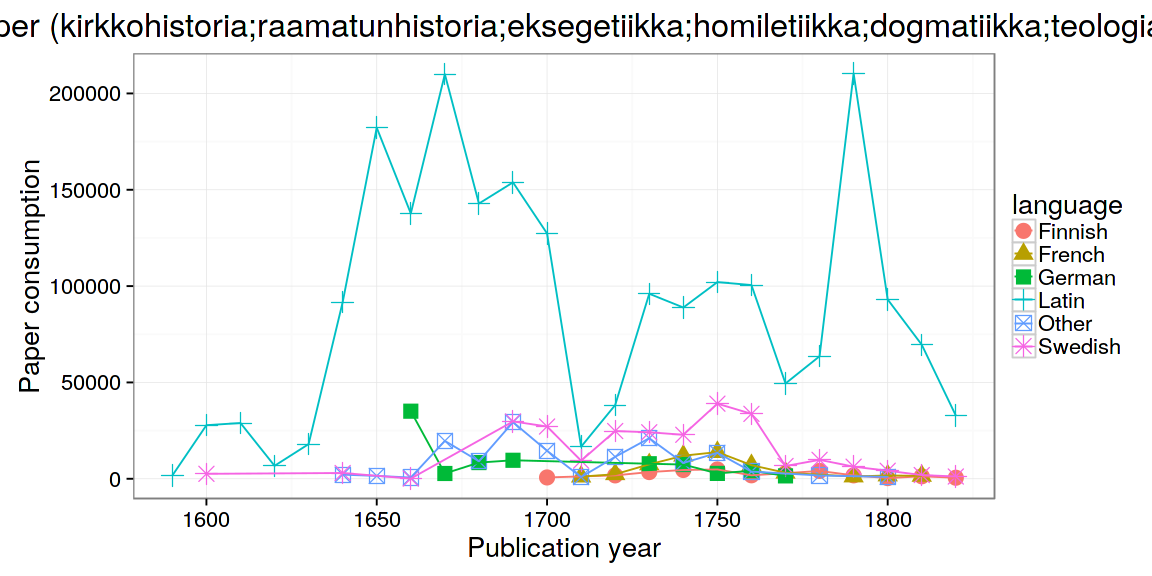 per (kirkkohistoria;raamatunhistoria;eksegetiikka;homiletiikka;dogmatiikka;teologia
200000
150000
100000
50000
0
Paper consumption
1600 1650 1700 1750 1800
Publication year
language
Finnish
French
German
Latin
Other
Swedish